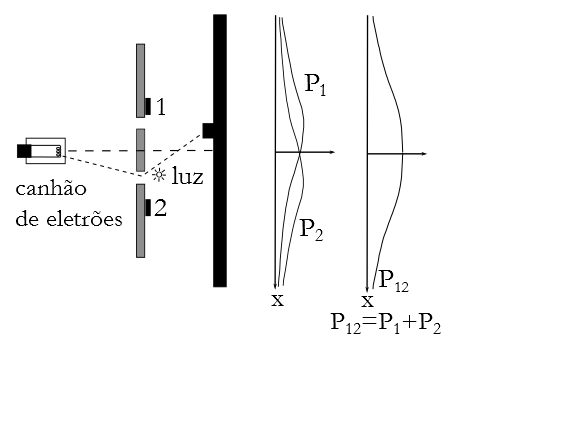 1
luz
canhão
de eletrões
2
P₁
P₂
x
P₁₂
x
P₁₂=P₁+P₂